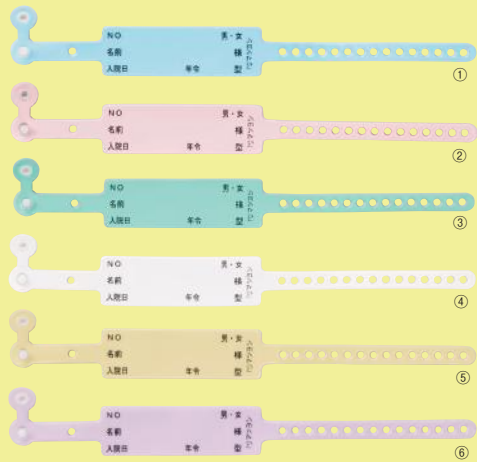 NO 男・女
名前 様
入院日 年令 型
①
NO 男・女
名前 様
入院日 年令 型
②
NO 男・女
名前 様
入院日 年令 型
③
NO 男・女
名前 様
入院日 年令 型
④
NO 男・女
名前 様
入院日 年令 型
⑤
NO 男・女
名前 様
入院日 年令 型
⑥